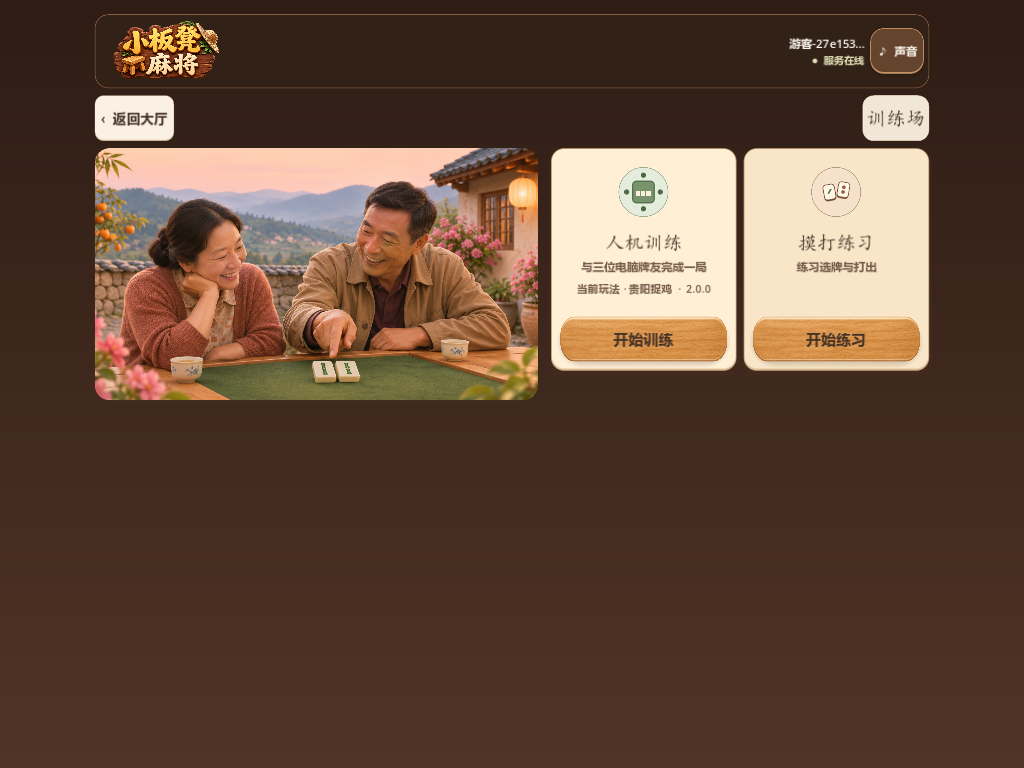 小板凳
麻将
游客-27e153...
● 服务在线
♪ 声音
‹ 返回大厅
训练场
人机训练
与三位电脑牌友完成一局
当前玩法 · 贵阳捉鸡 · 2.0.0
开始训练
摸打练习
练习选牌与打出
开始练习